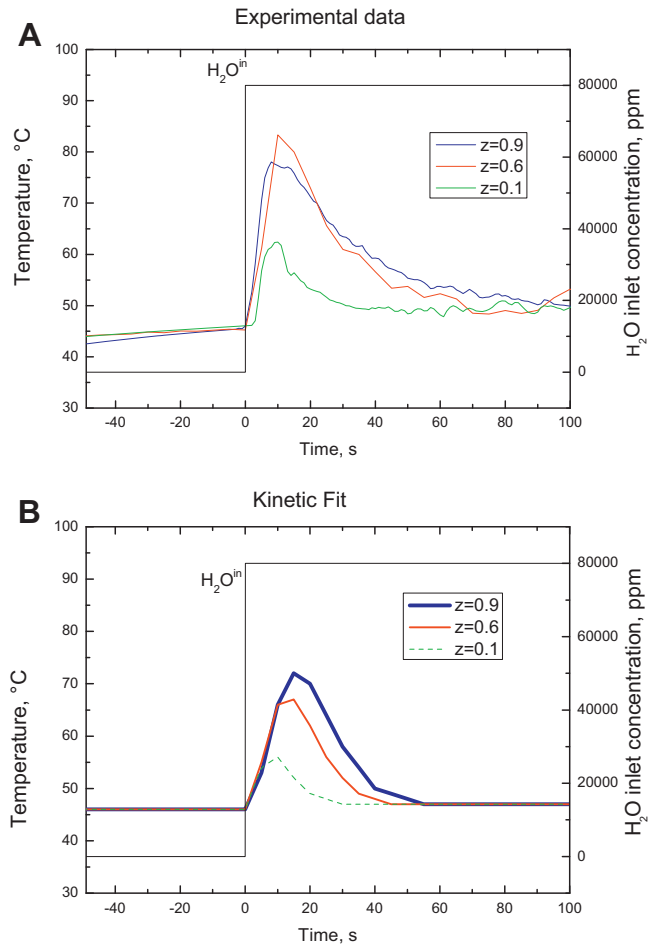 A
Experimental data
H₂Oⁱⁿ
z=0.9
z=0.6
z=0.1
100
90
80
70
60
50
40
30
Temperature, °C
80000
60000
40000
20000
0
H₂O inlet concentration, ppm
-40 -20 0 20 40 60 80 100
Time, s
B
Kinetic Fit
H₂Oⁱⁿ
z=0.9
z=0.6
z=0.1
100
90
80
70
60
50
40
30
Temperature, °C
80000
60000
40000
20000
0
H₂O inlet concentration, ppm
-40 -20 0 20 40 60 80 100
Time, s